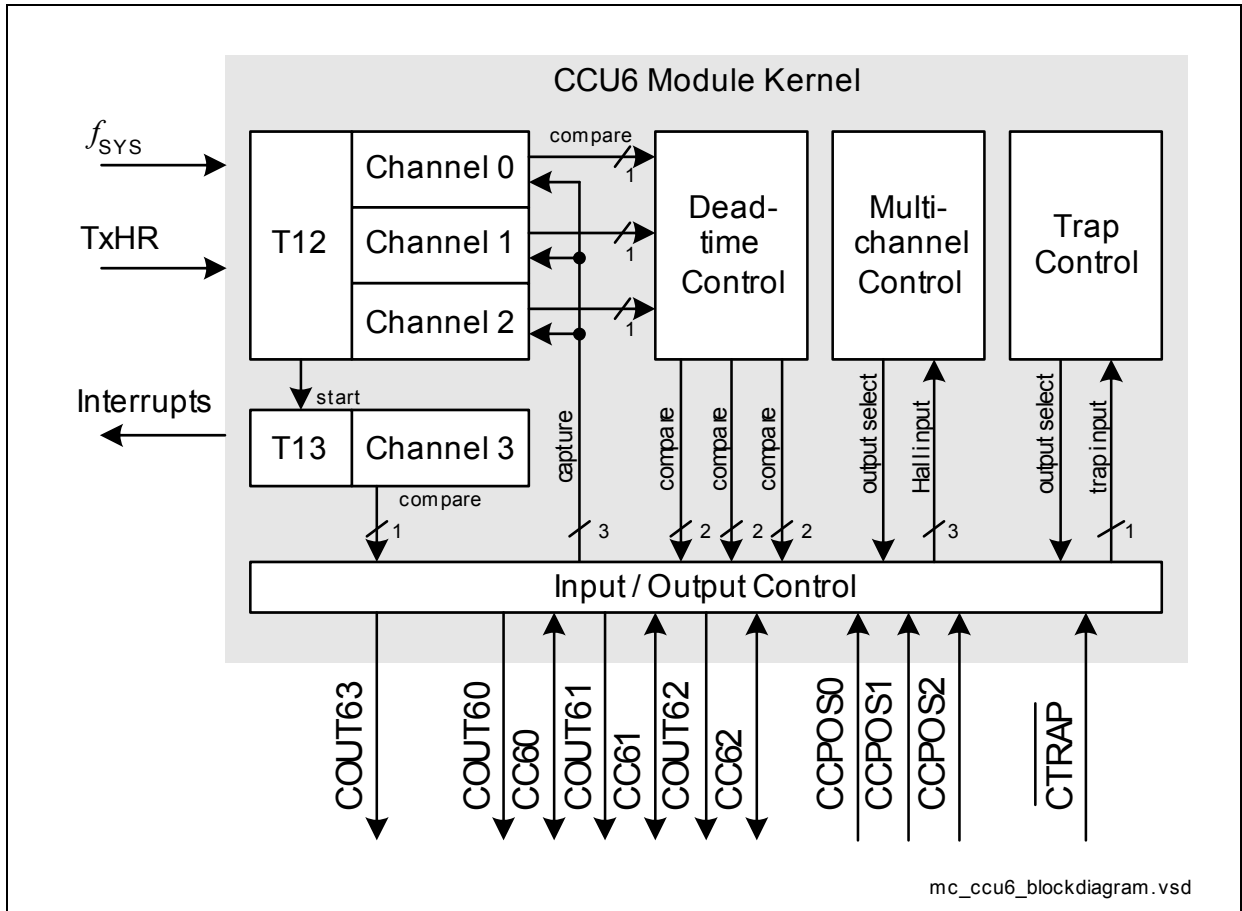 CCU6 Module Kernel
f SYS
TxHR
Interrupts
T12
Channel 0
Channel 1
Channel 2
compare
1
1
1
Dead-
time
Control
Multi-
channel
Control
Trap
Control
start
T13
Channel 3
compare
1
capture
3
compare
2
compare
2
compare
2
output select
Hall input
3
output select
trap input
1
Input / Output Control
COUT63
COUT60
CC60
COUT61
CC61
COUT62
CC62
CCPOS0
CCPOS1
CCPOS2
CTRAP
mc_ccu6_blockdiagram.vsd